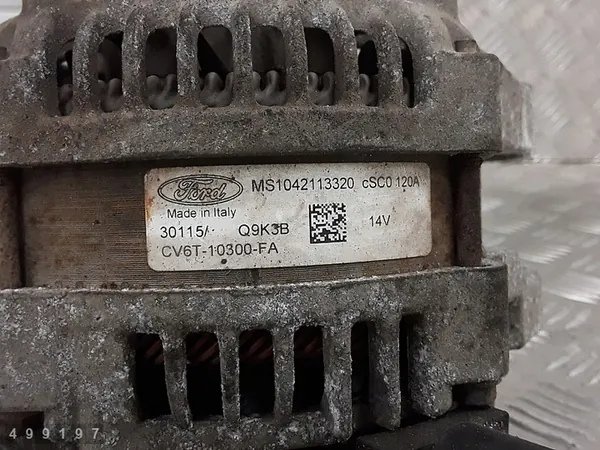 Ford MS1042113320 cSC0 120A
Made in Italy
30115/ Q9K3B 14V
CV6T-10300-FA
499197